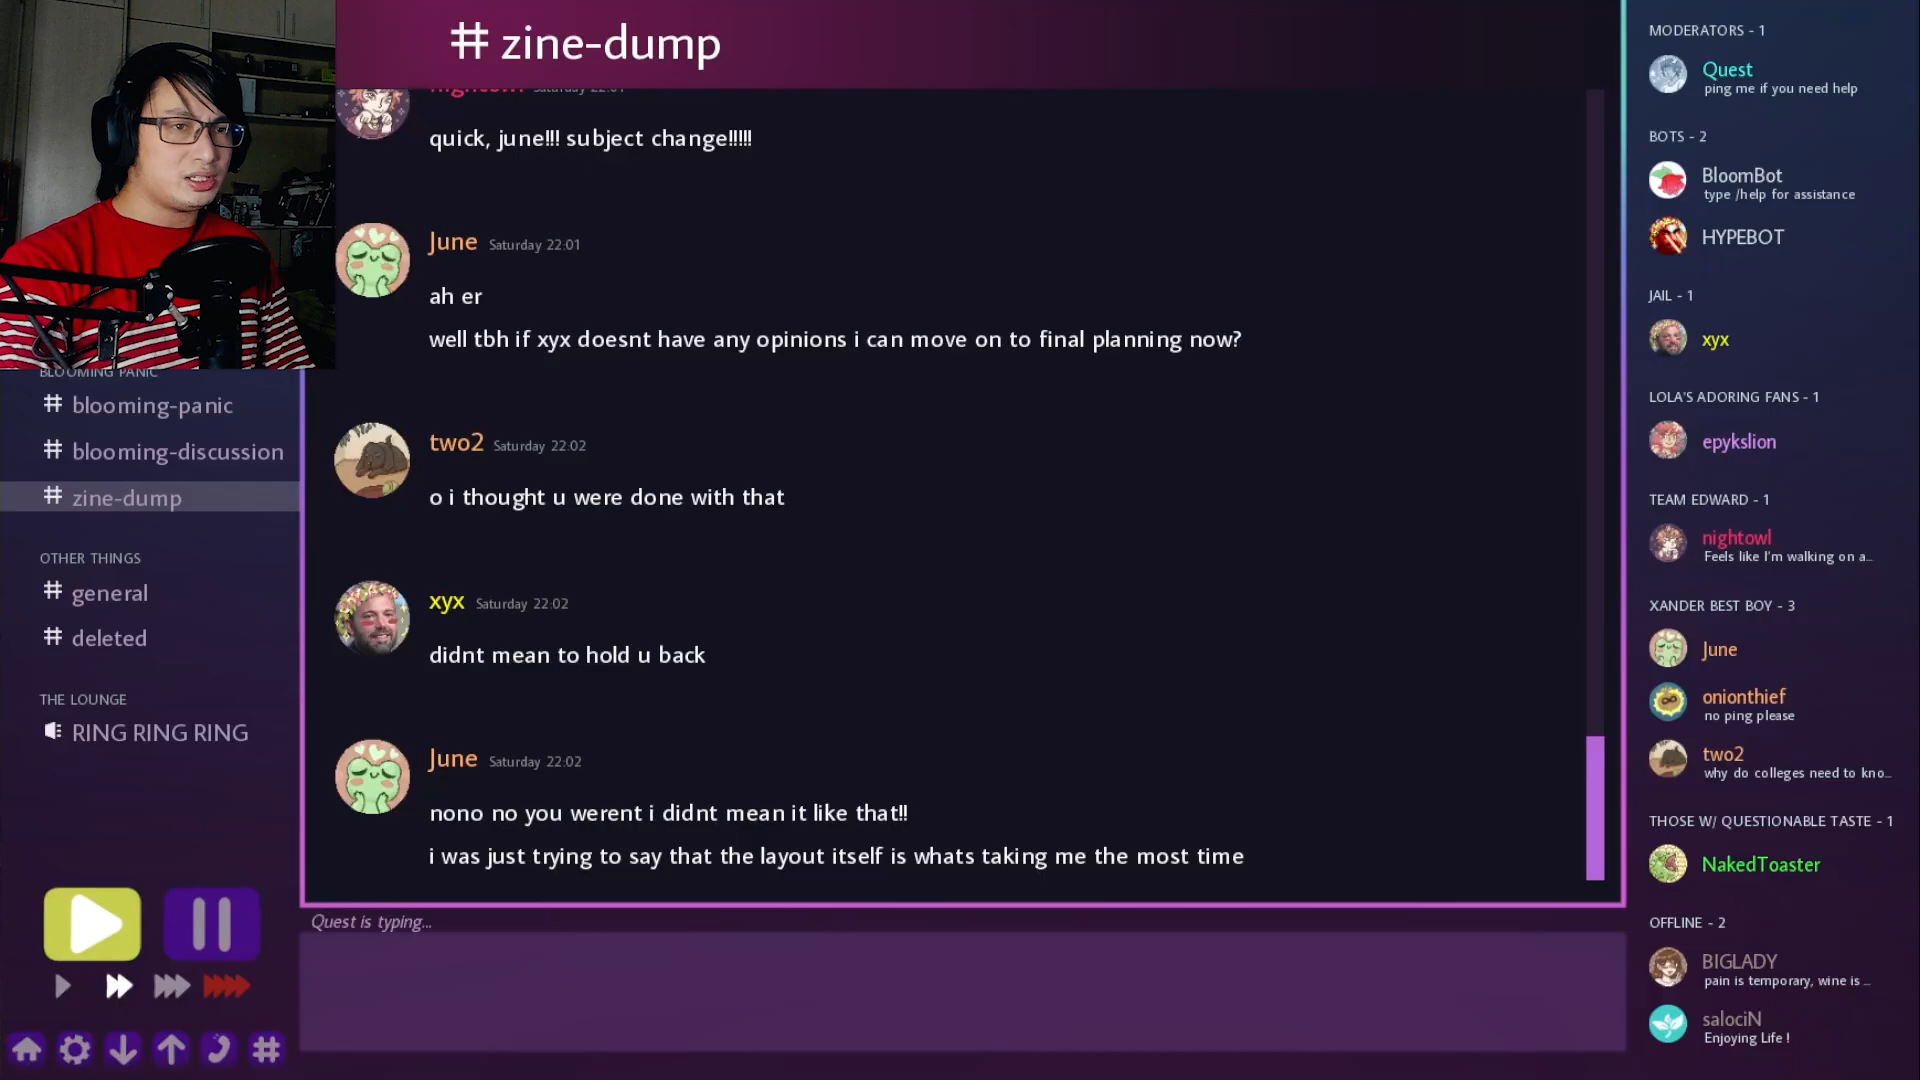 # zine-dump
nightowl Saturday 22:01
quick, june!!! subject change!!!!!
June Saturday 22:01
ah er
well tbh if xyx doesnt have any opinions i can move on to final planning now?
two2 Saturday 22:02
o i thought u were done with that
xyx Saturday 22:02
didnt mean to hold u back
June Saturday 22:02
nono no you werent i didnt mean it like that!!
i was just trying to say that the layout itself is whats taking me the most time
Quest is typing...
BLOOMING PANIC
# blooming-panic
# blooming-discussion
# zine-dump
OTHER THINGS
# general
# deleted
THE LOUNGE
RING RING RING
MODERATORS - 1
Quest
ping me if you need help
BOTS - 2
BloomBot
type /help for assistance
HYPEBOT
JAIL - 1
xyx
LOLA'S ADORING FANS - 1
epykslion
TEAM EDWARD - 1
nightowl
Feels like I'm walking on a...
XANDER BEST BOY - 3
June
onionthief
no ping please
two2
why do colleges need to kno...
THOSE W/ QUESTIONABLE TASTE - 1
NakedToaster
OFFLINE - 2
BIGLADY
pain is temporary, wine is ...
salociN
Enjoying Life !